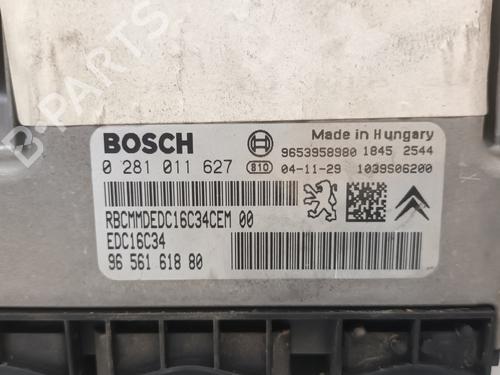 B-PARTS
BOSCH
0 281 011 627
810
Made in Hungary
9653958980 1845 2544
04-11-29 1039S06200
RBCMMDEDC16C34CEM 00
EDC16C34
96 561 618 80